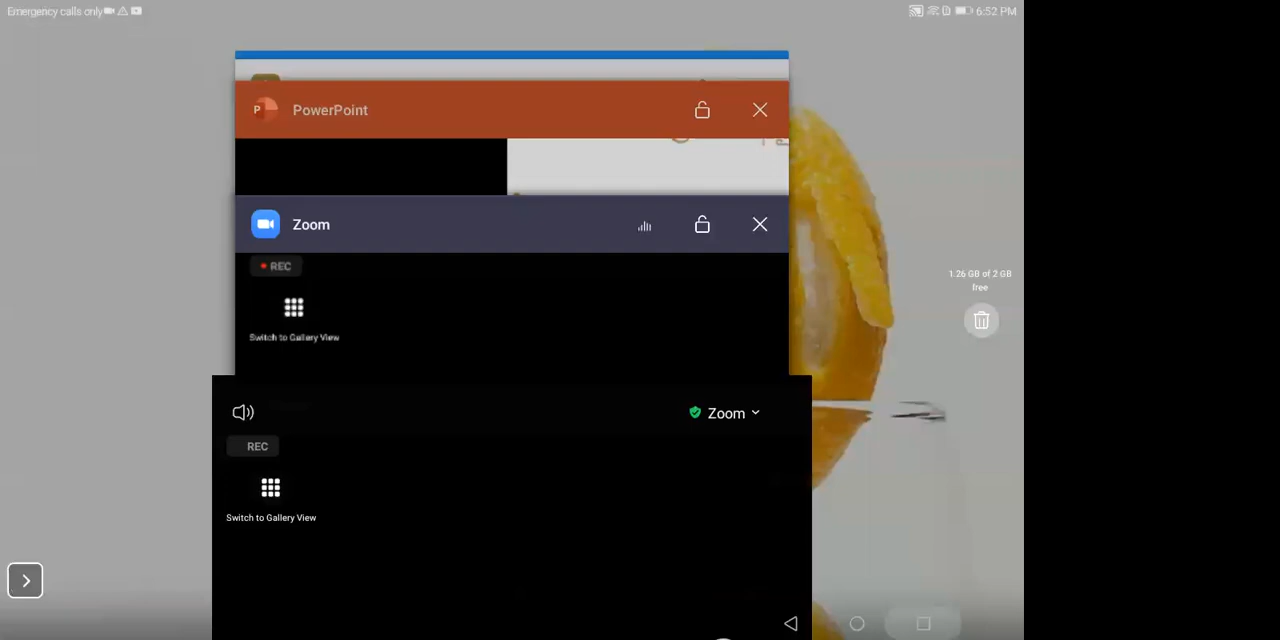 Emergency calls only
6:52 PM
PowerPoint
Zoom
REC
Switch to Gallery View
1.26 GB of 2 GB
free
Zoom
REC
Switch to Gallery View